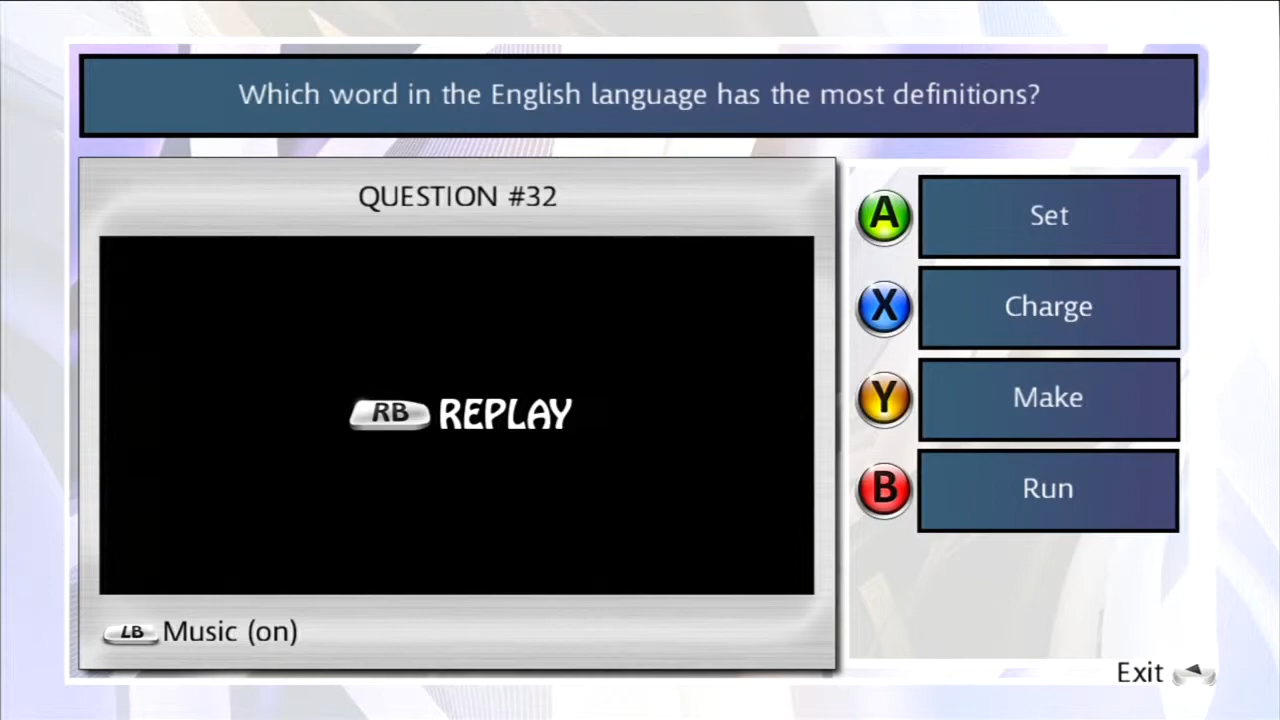 Which word in the English language has the most definitions?
QUESTION #32
RB REPLAY
LB Music (on)
A Set
X Charge
Y Make
B Run
Exit